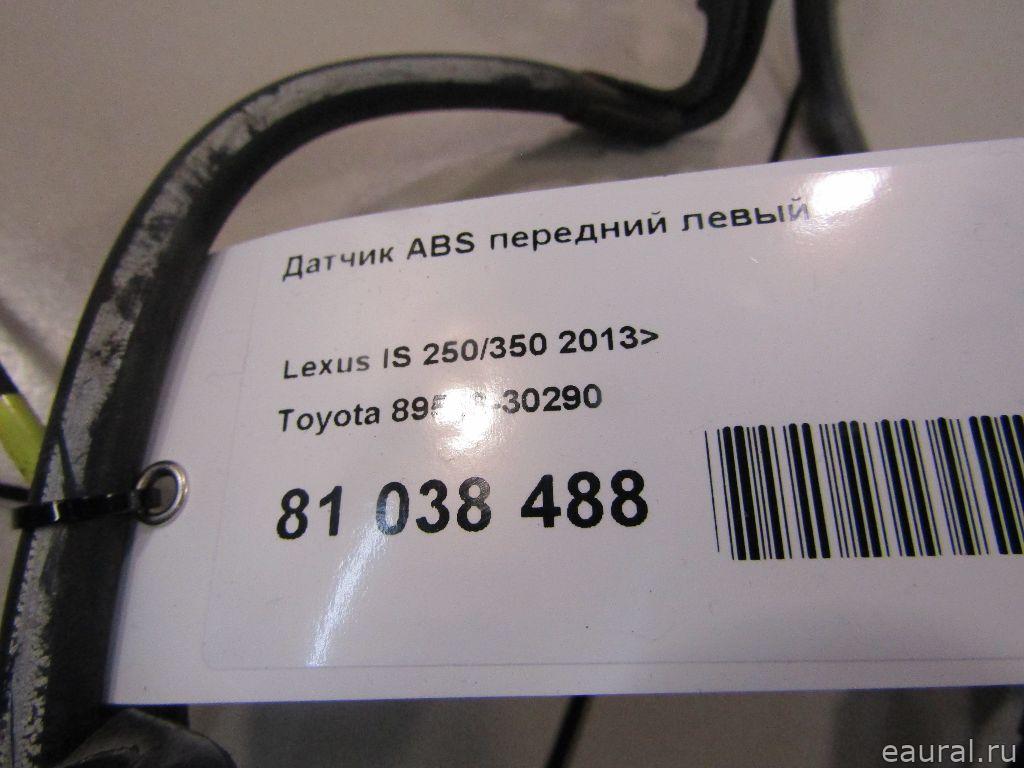 Датчик ABS передний левый
Lexus IS 250/350 2013>
Toyota
81 038 488
eaural.ru